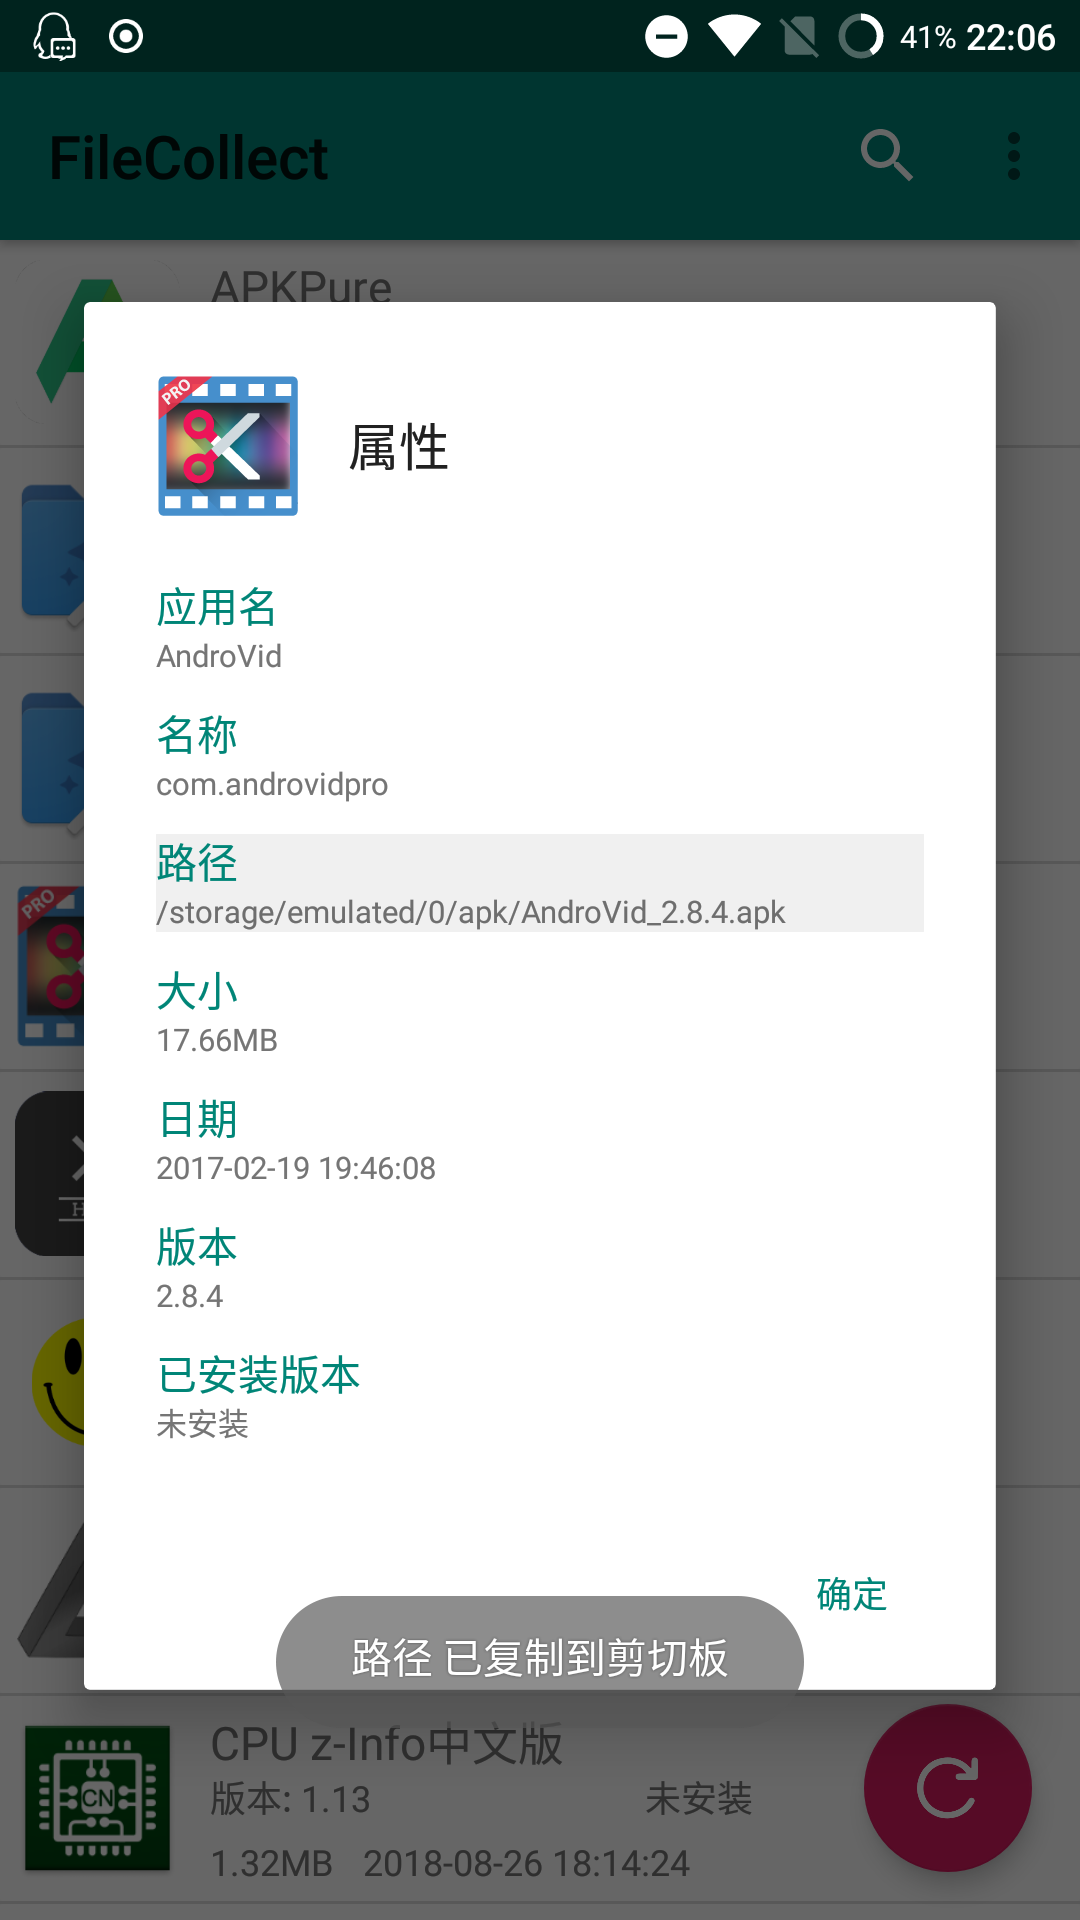 41% 22:06
FileCollect
APKPure
PRO
属性
应用名
AndroVid
名称
com.androvidpro
路径
/storage/emulated/0/apk/AndroVid_2.8.4.apk
PRO
大小
17.66MB
日期
2017-02-19 19:46:08
H
版本
2.8.4
已安装版本
未安装
确定
路径 已复制到剪切板
CPU z-Info中文版
CN
版本: 1.13
未安装
1.32MB 2018-08-26 18:14:24